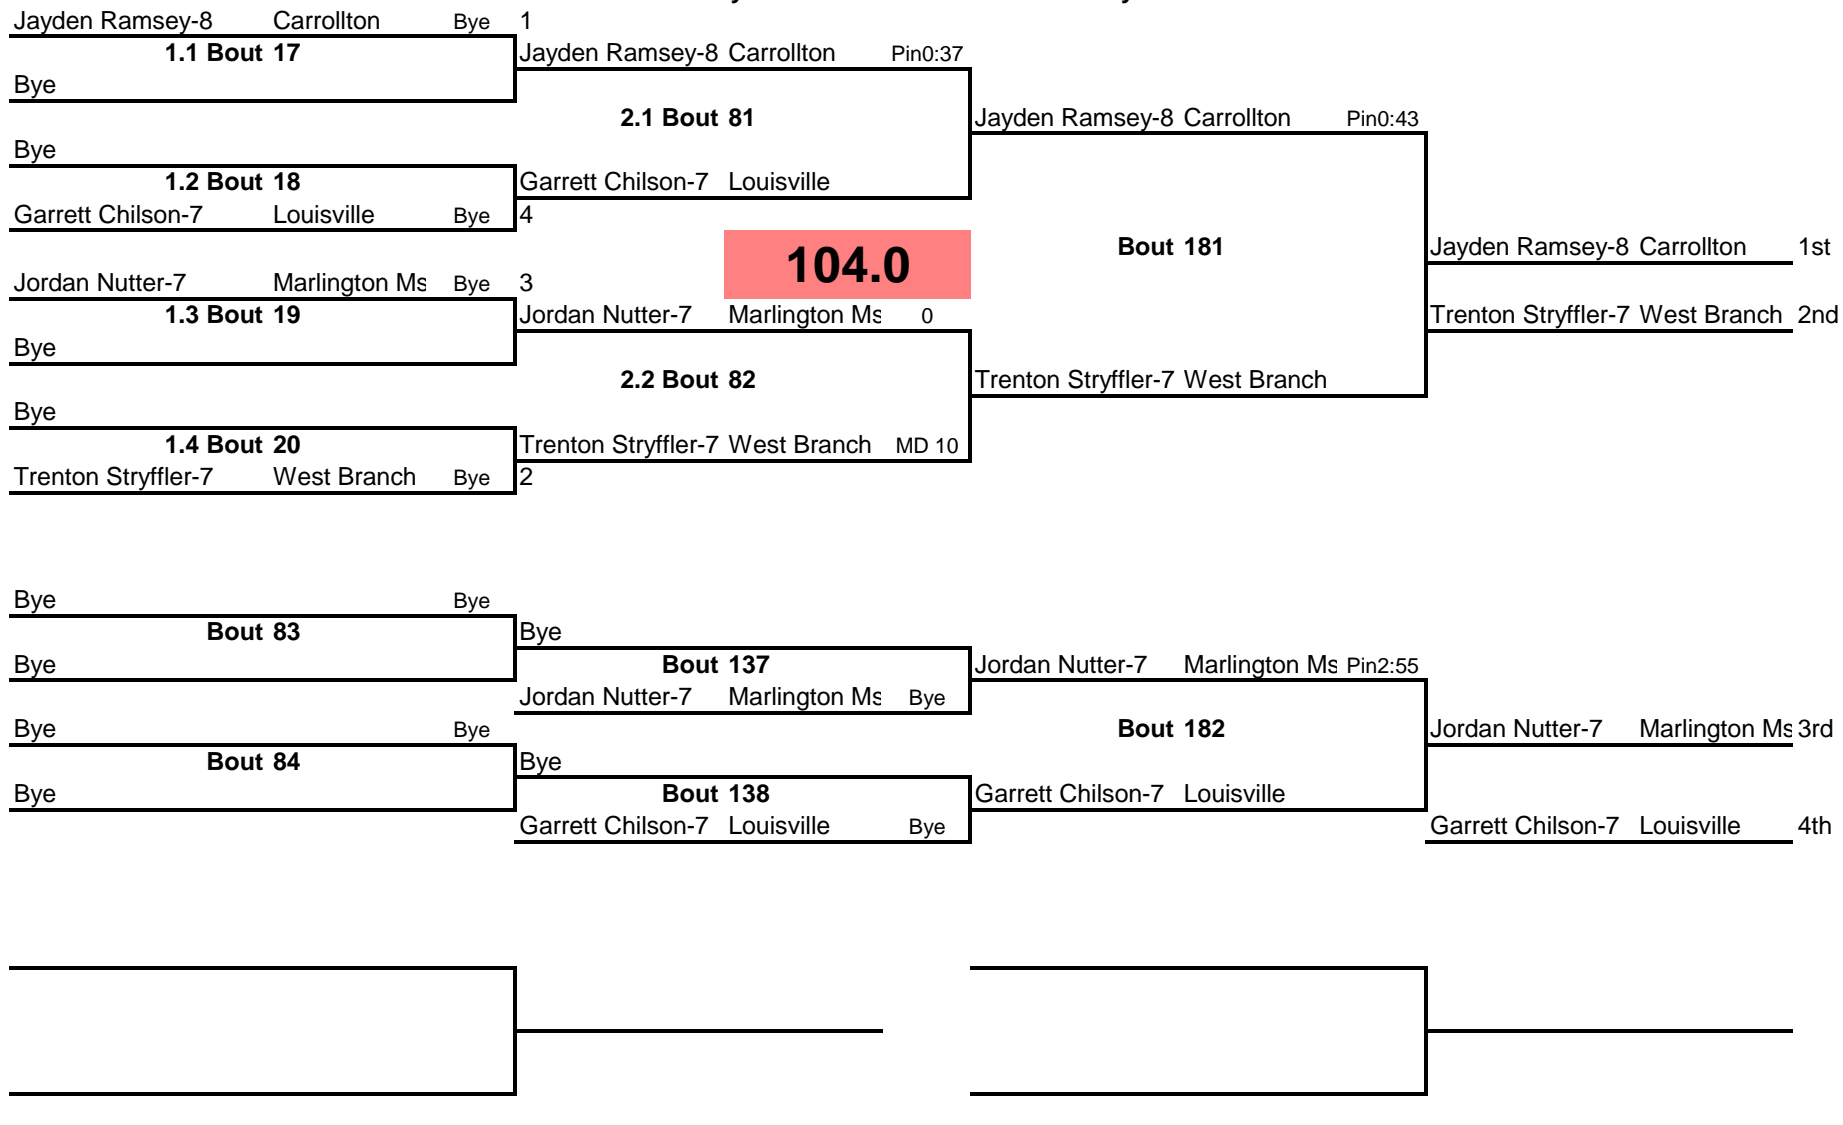 Jayden Ramsey-8 Carrollton Bye 1
1.1 Bout 17 Jayden Ramsey-8 Carrollton Pin0:37
Bye
2.1 Bout 81 Jayden Ramsey-8 Carrollton Pin0:43
Bye
1.2 Bout 18 Garrett Chilson-7 Louisville
Garrett Chilson-7 Louisville Bye 4
104.0 Bout 181 Jayden Ramsey-8 Carrollton 1st
Jordan Nutter-7 Marlington Ms Bye 3
1.3 Bout 19 Jordan Nutter-7 Marlington Ms 0 Trenton Stryffler-7 West Branch 2nd
Bye
2.2 Bout 82 Trenton Stryffler-7 West Branch
Bye
1.4 Bout 20 Trenton Stryffler-7 West Branch MD 10
Trenton Stryffler-7 West Branch Bye 2
Bye Bye
Bout 83 Bye
Bye Bout 137 Jordan Nutter-7 Marlington Ms Pin2:55
Jordan Nutter-7 Marlington Ms Bye
Bye Bye Bout 182 Jordan Nutter-7 Marlington Ms 3rd
Bout 84 Bye
Bye Bout 138 Garrett Chilson-7 Louisville
Garrett Chilson-7 Louisville Bye Garrett Chilson-7 Louisville 4th